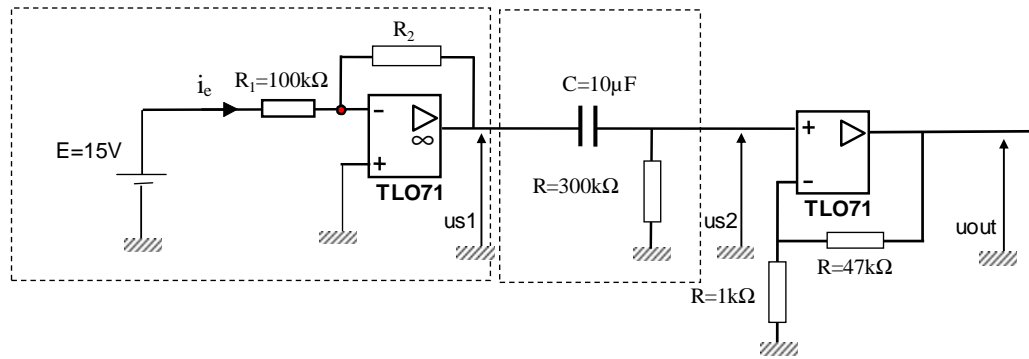 R2
R1=100kΩ
ie
E=15V
-
+
∞
TLO71
us1
C=10µF
R=300kΩ
us2
+
-
TLO71
R=47kΩ
R=1kΩ
uout